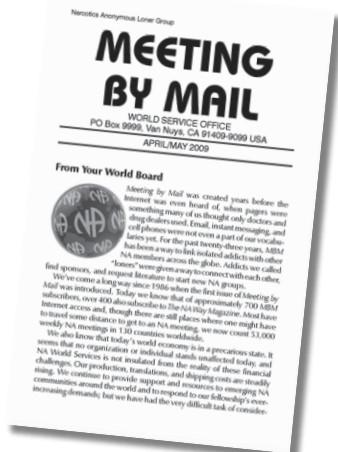 Narcotics Anonymous Loner Group
MEETING
BY MAIL
WORLD SERVICE OFFICE
PO Box 9999, Van Nuys, CA 91409-9099 USA
APRIL/MAY 2009
From Your World Board
Meeting by Mail was created years before the
Internet was even heard of, when pagers were
something many of us thought only doctors and
drug dealers used. Email, instant messaging, and
cell phones were not even a part of our vocabu-
laries yet. For the past twenty-three years, MBM
has been a way to link isolated addicts with other
NA members across the globe. Addicts we called
“loners” were given a way to connect with each other,
find sponsors, and request literature to start new NA groups.
We've come a long way since 1986 when the first issue of Meeting by
Mail was introduced. Today we know that of approximately 700 MBM
subscribers, over 400 also subscribe to The NA Way Magazine. Most have
Internet access and, though there are still places where one might have
to travel some distance to get to an NA meeting, we now count 53,000
weekly NA meetings in 130 countries worldwide.
We also know that today's world economy is in a precarious state. It
seems that no organization or individual stands unaffected today, and
NA World Services is not insulated from the reality of these financial
challenges. Our production, translations, and shipping costs are steadily
rising. We continue to provide support and resources to emerging NA
communities around the world and to respond to our fellowship's ever-
increasing demands; but we have had the very difficult task of consider-
NA